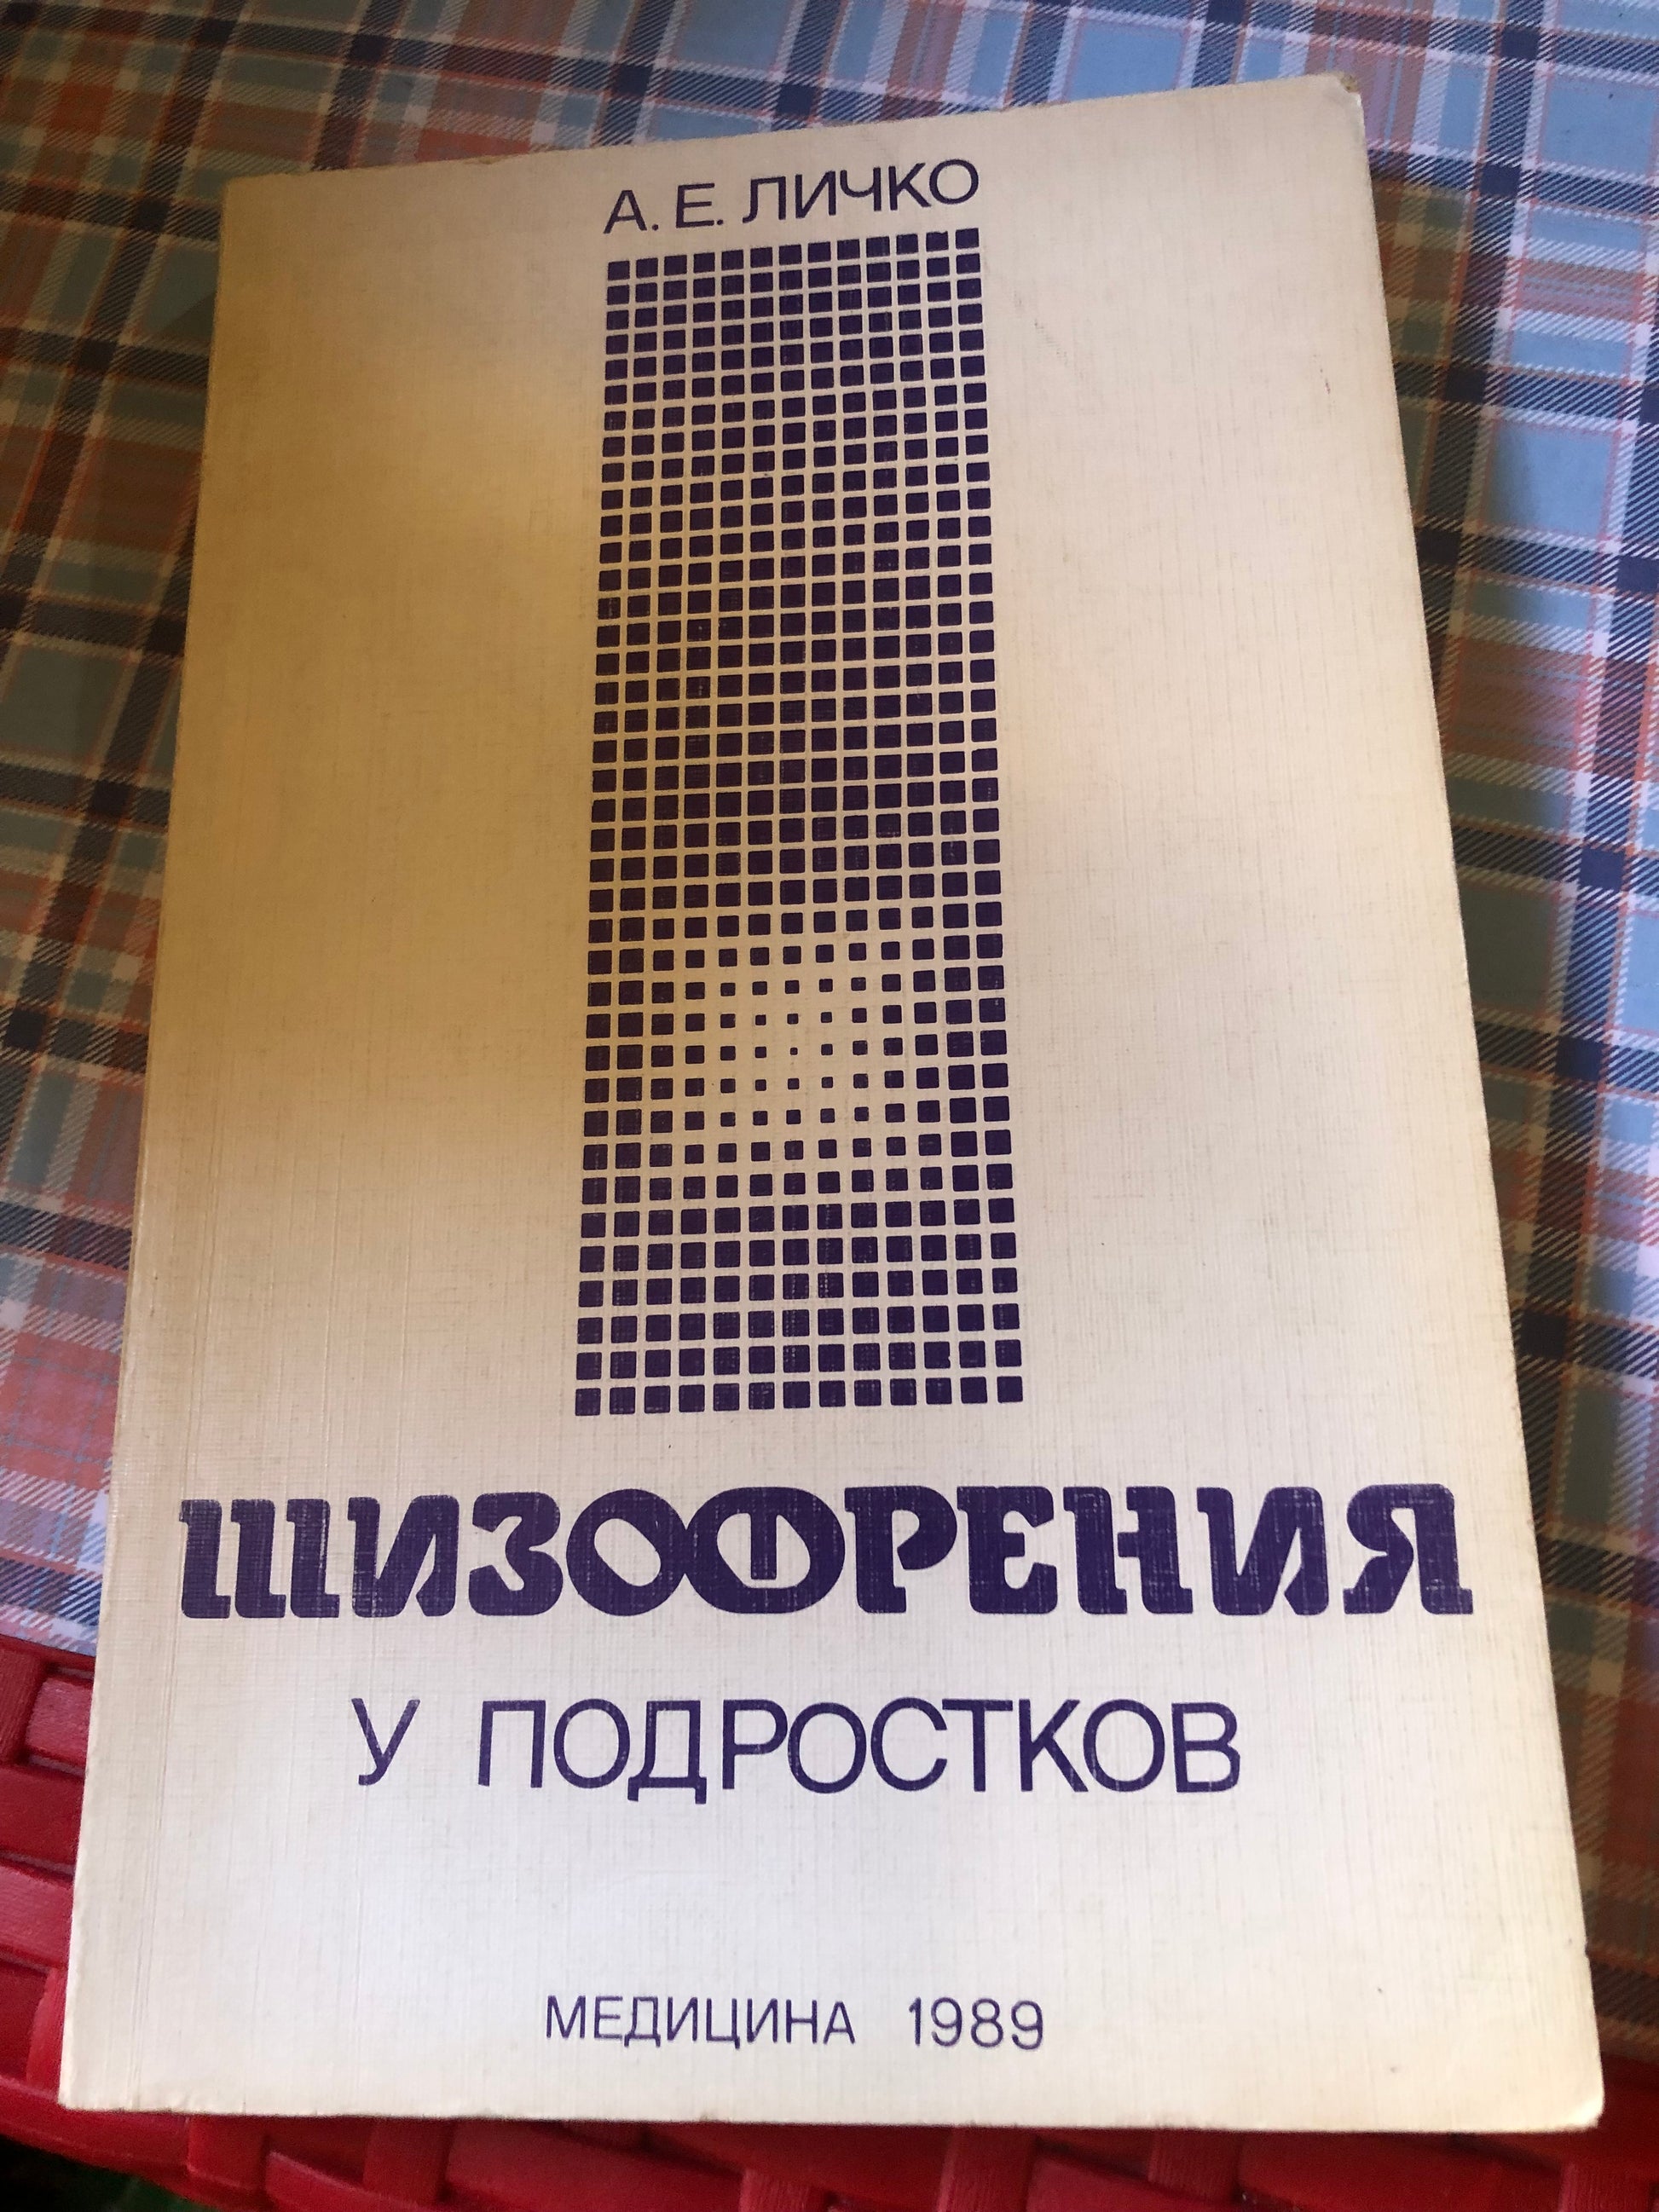 А. Е. ЛИЧКО
ШИЗОФРЕНИЯ
У ПОДРОСТКОВ
МЕДИЦИНА 1989